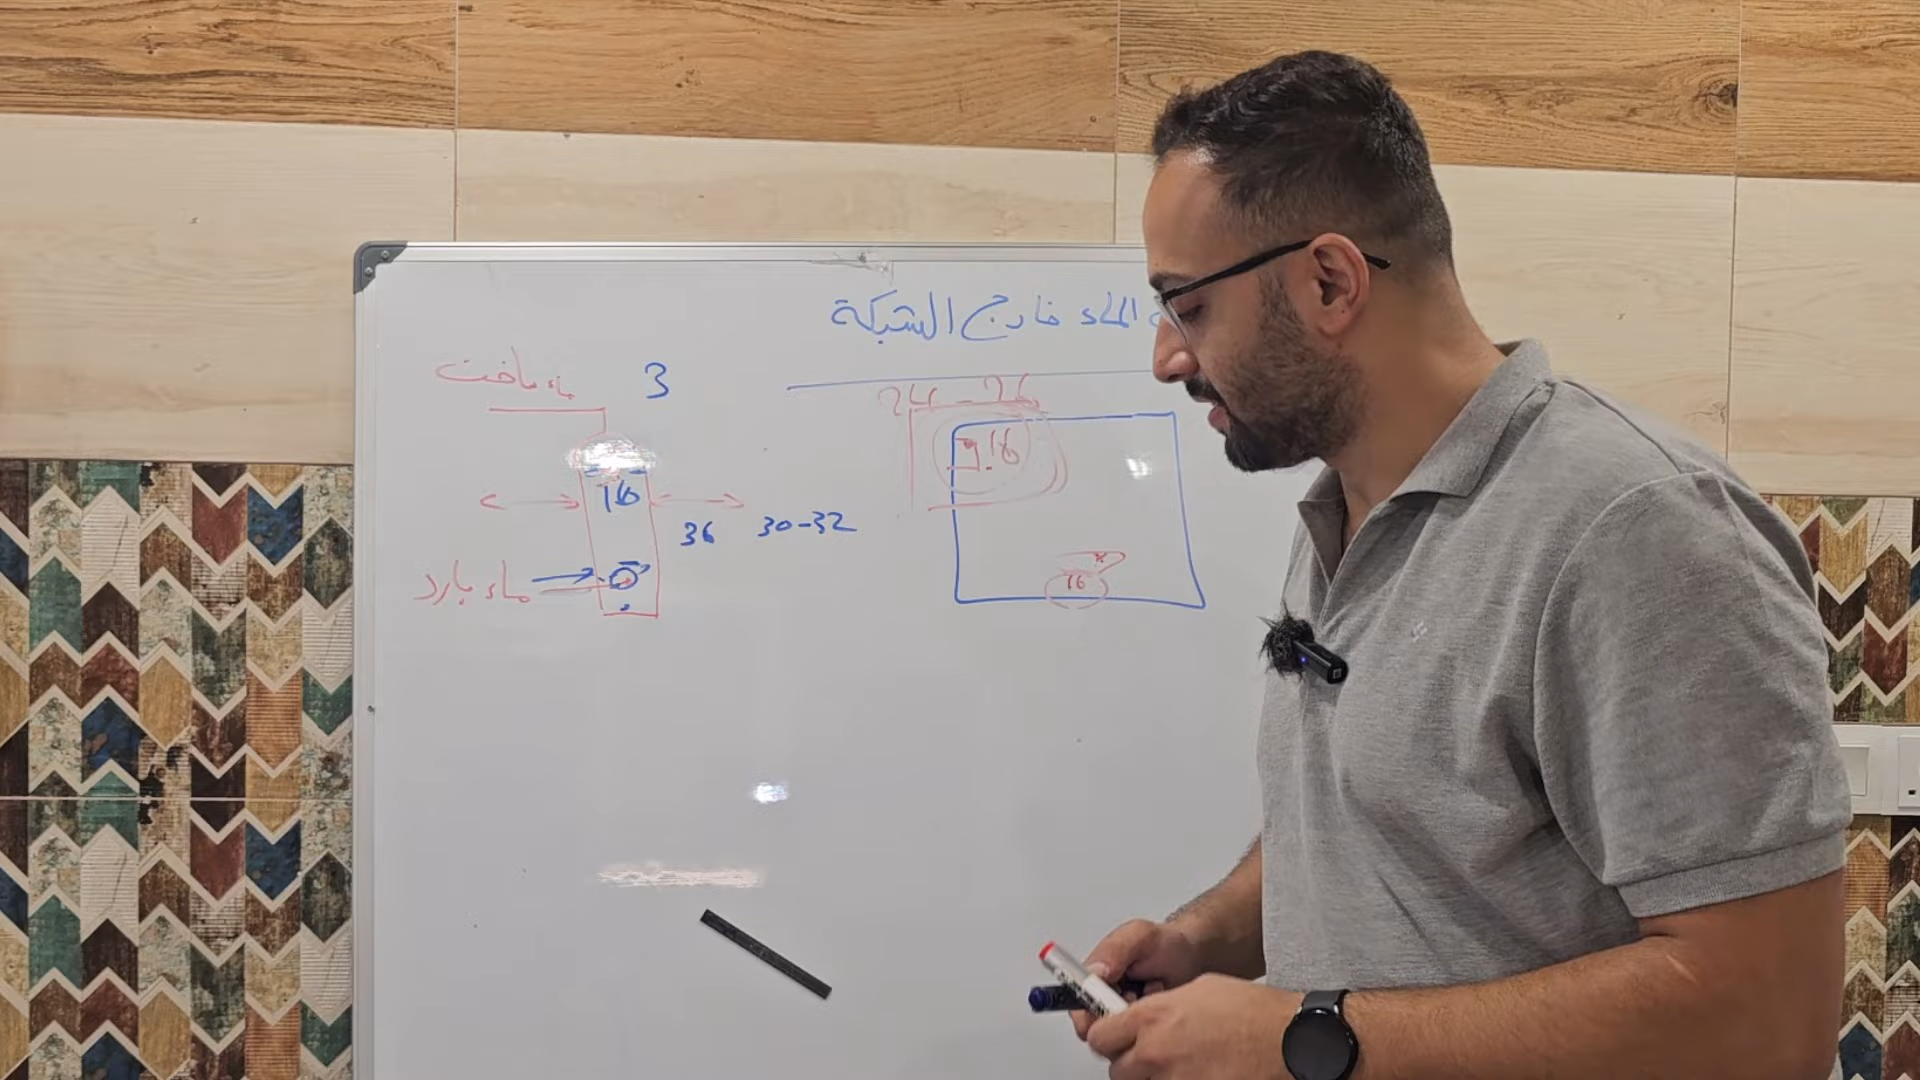 الماء خارج الشبكة
ماء ساخن
3
24-26
16
16
36
30-32
ماء بارد
16